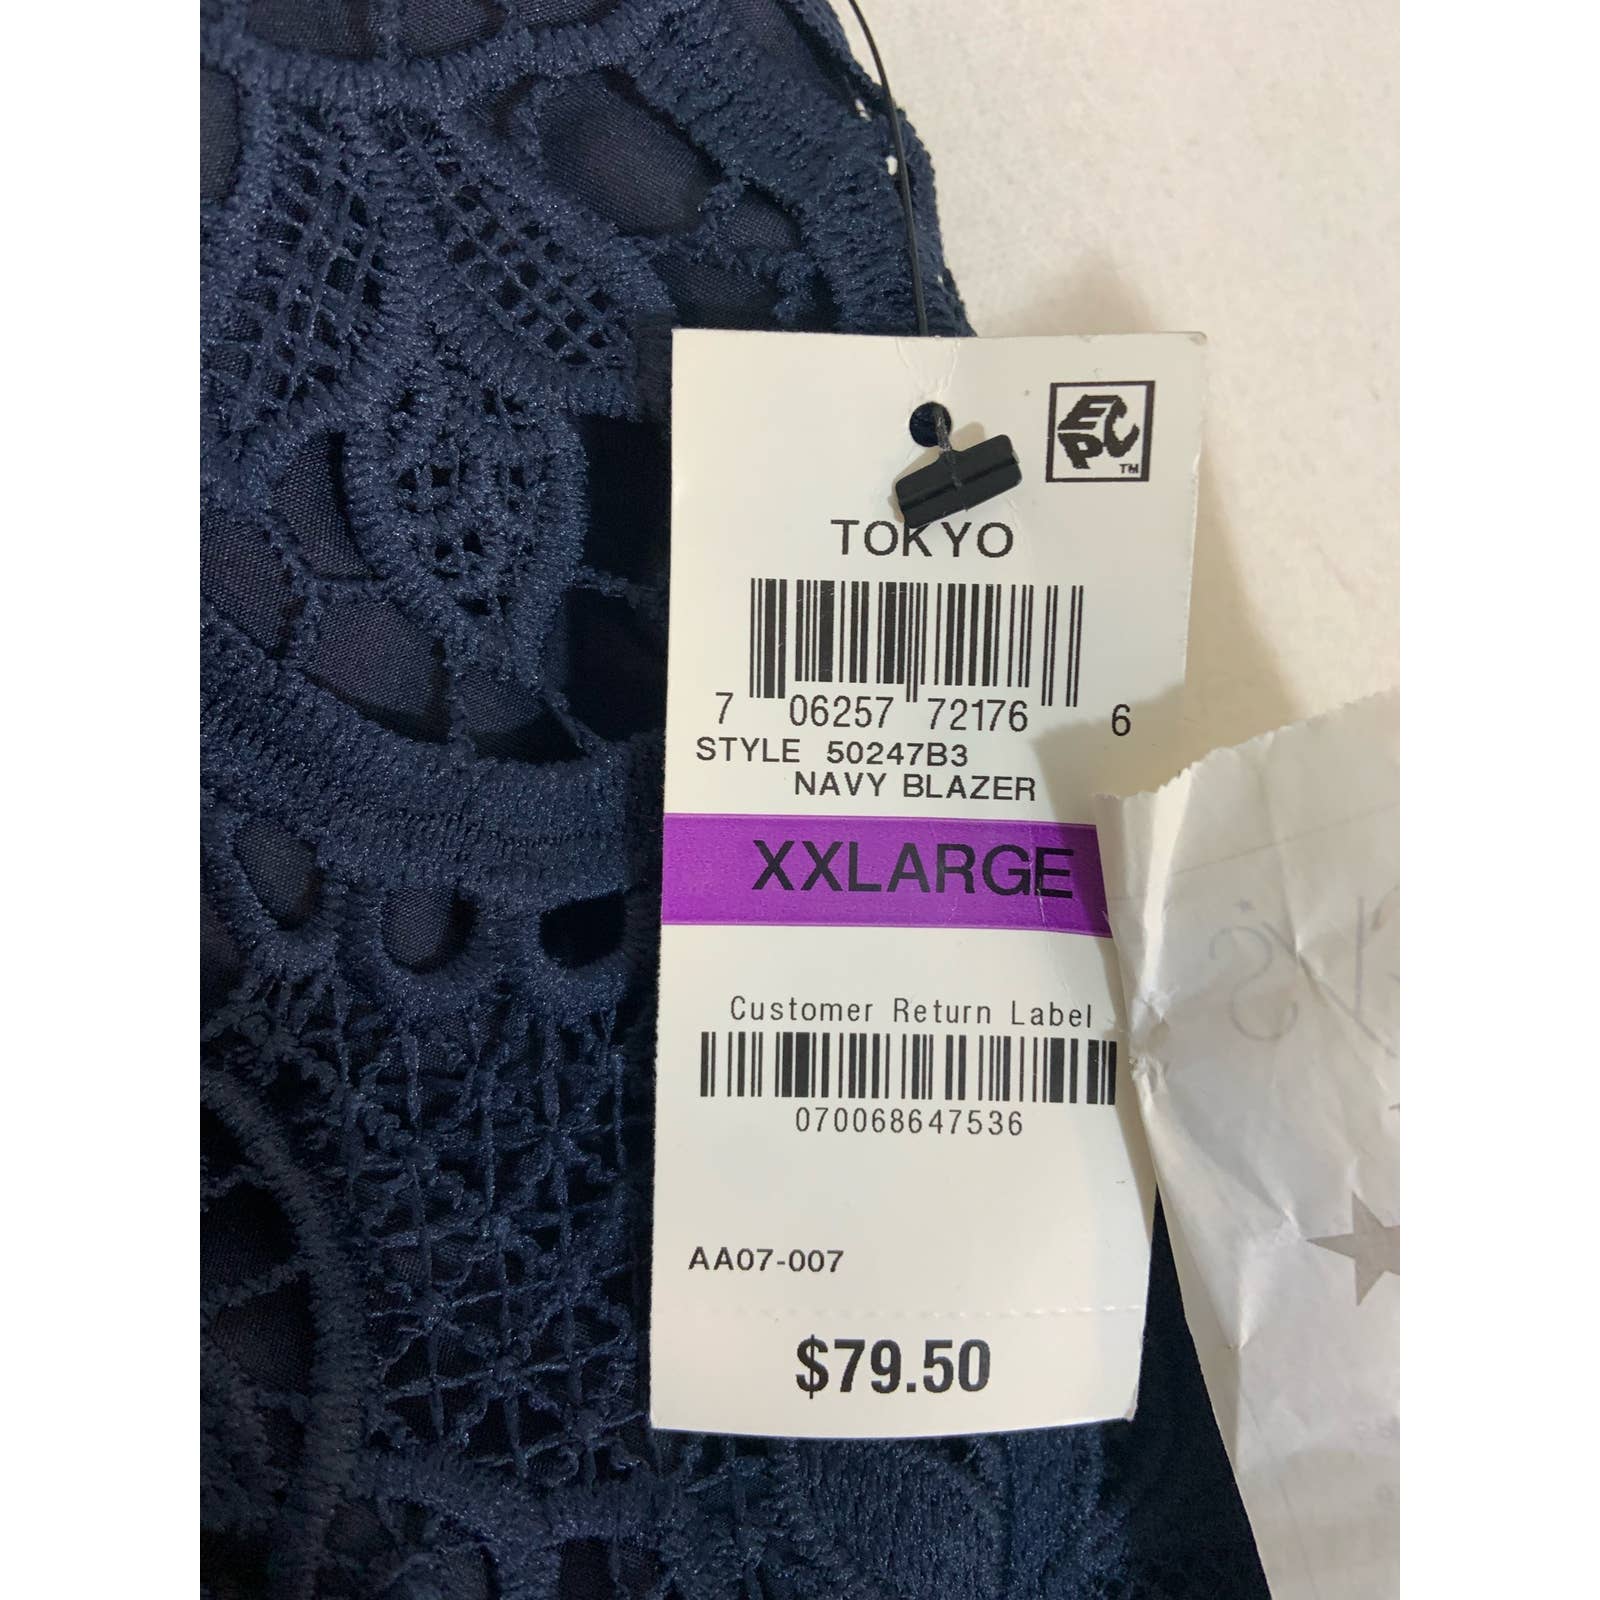 EPC
TM
TOKYO
7 06257 72176 6
STYLE 50247B3
NAVY BLAZER
XXLARGE
Customer Return Label
070068647536
AA07-007
$79.50